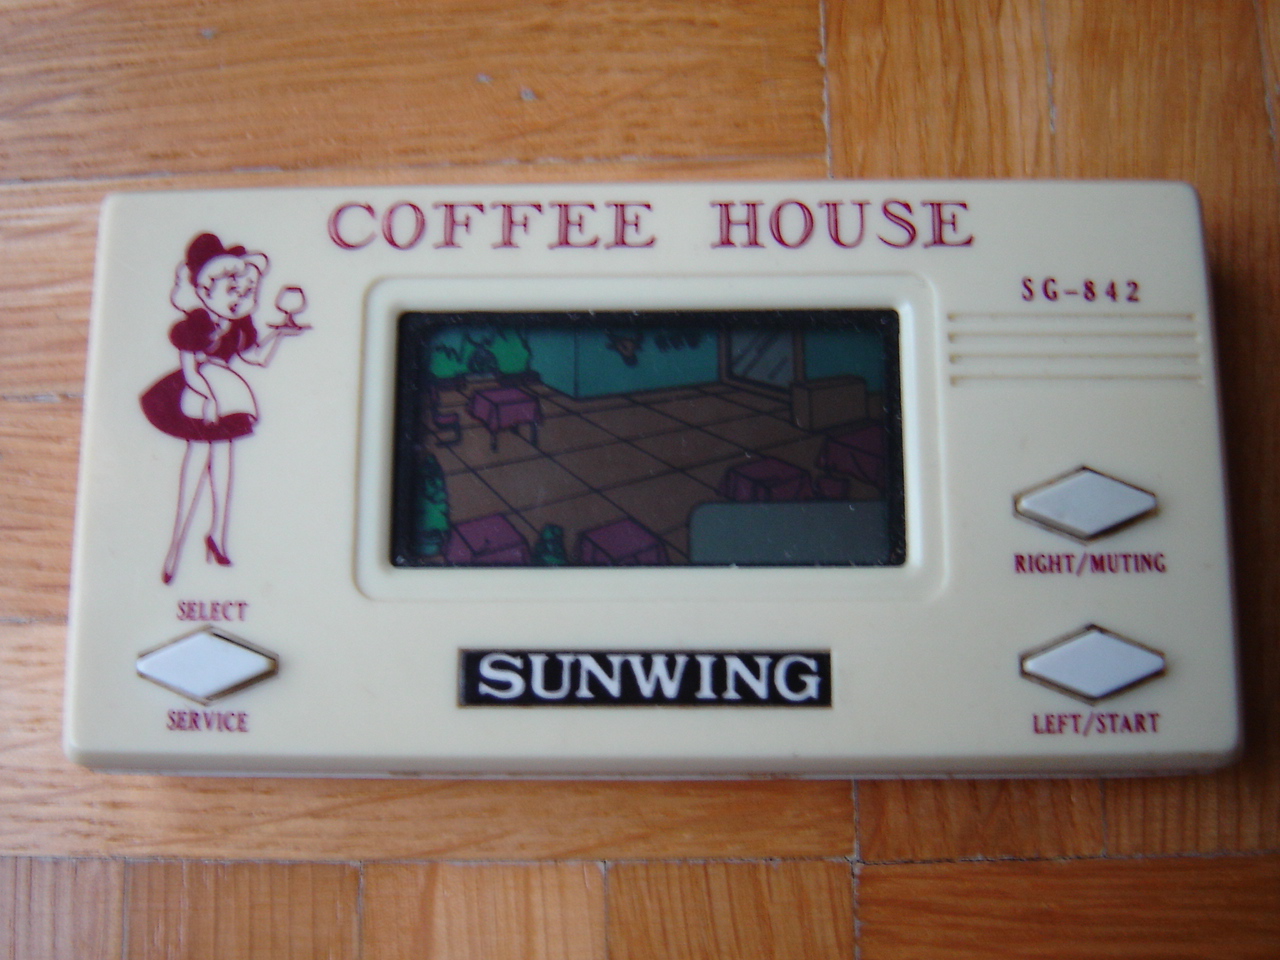 COFFEE HOUSE
SG-842
RIGHT/MUTING
SELECT
SERVICE
SUNWING
LEFT/START